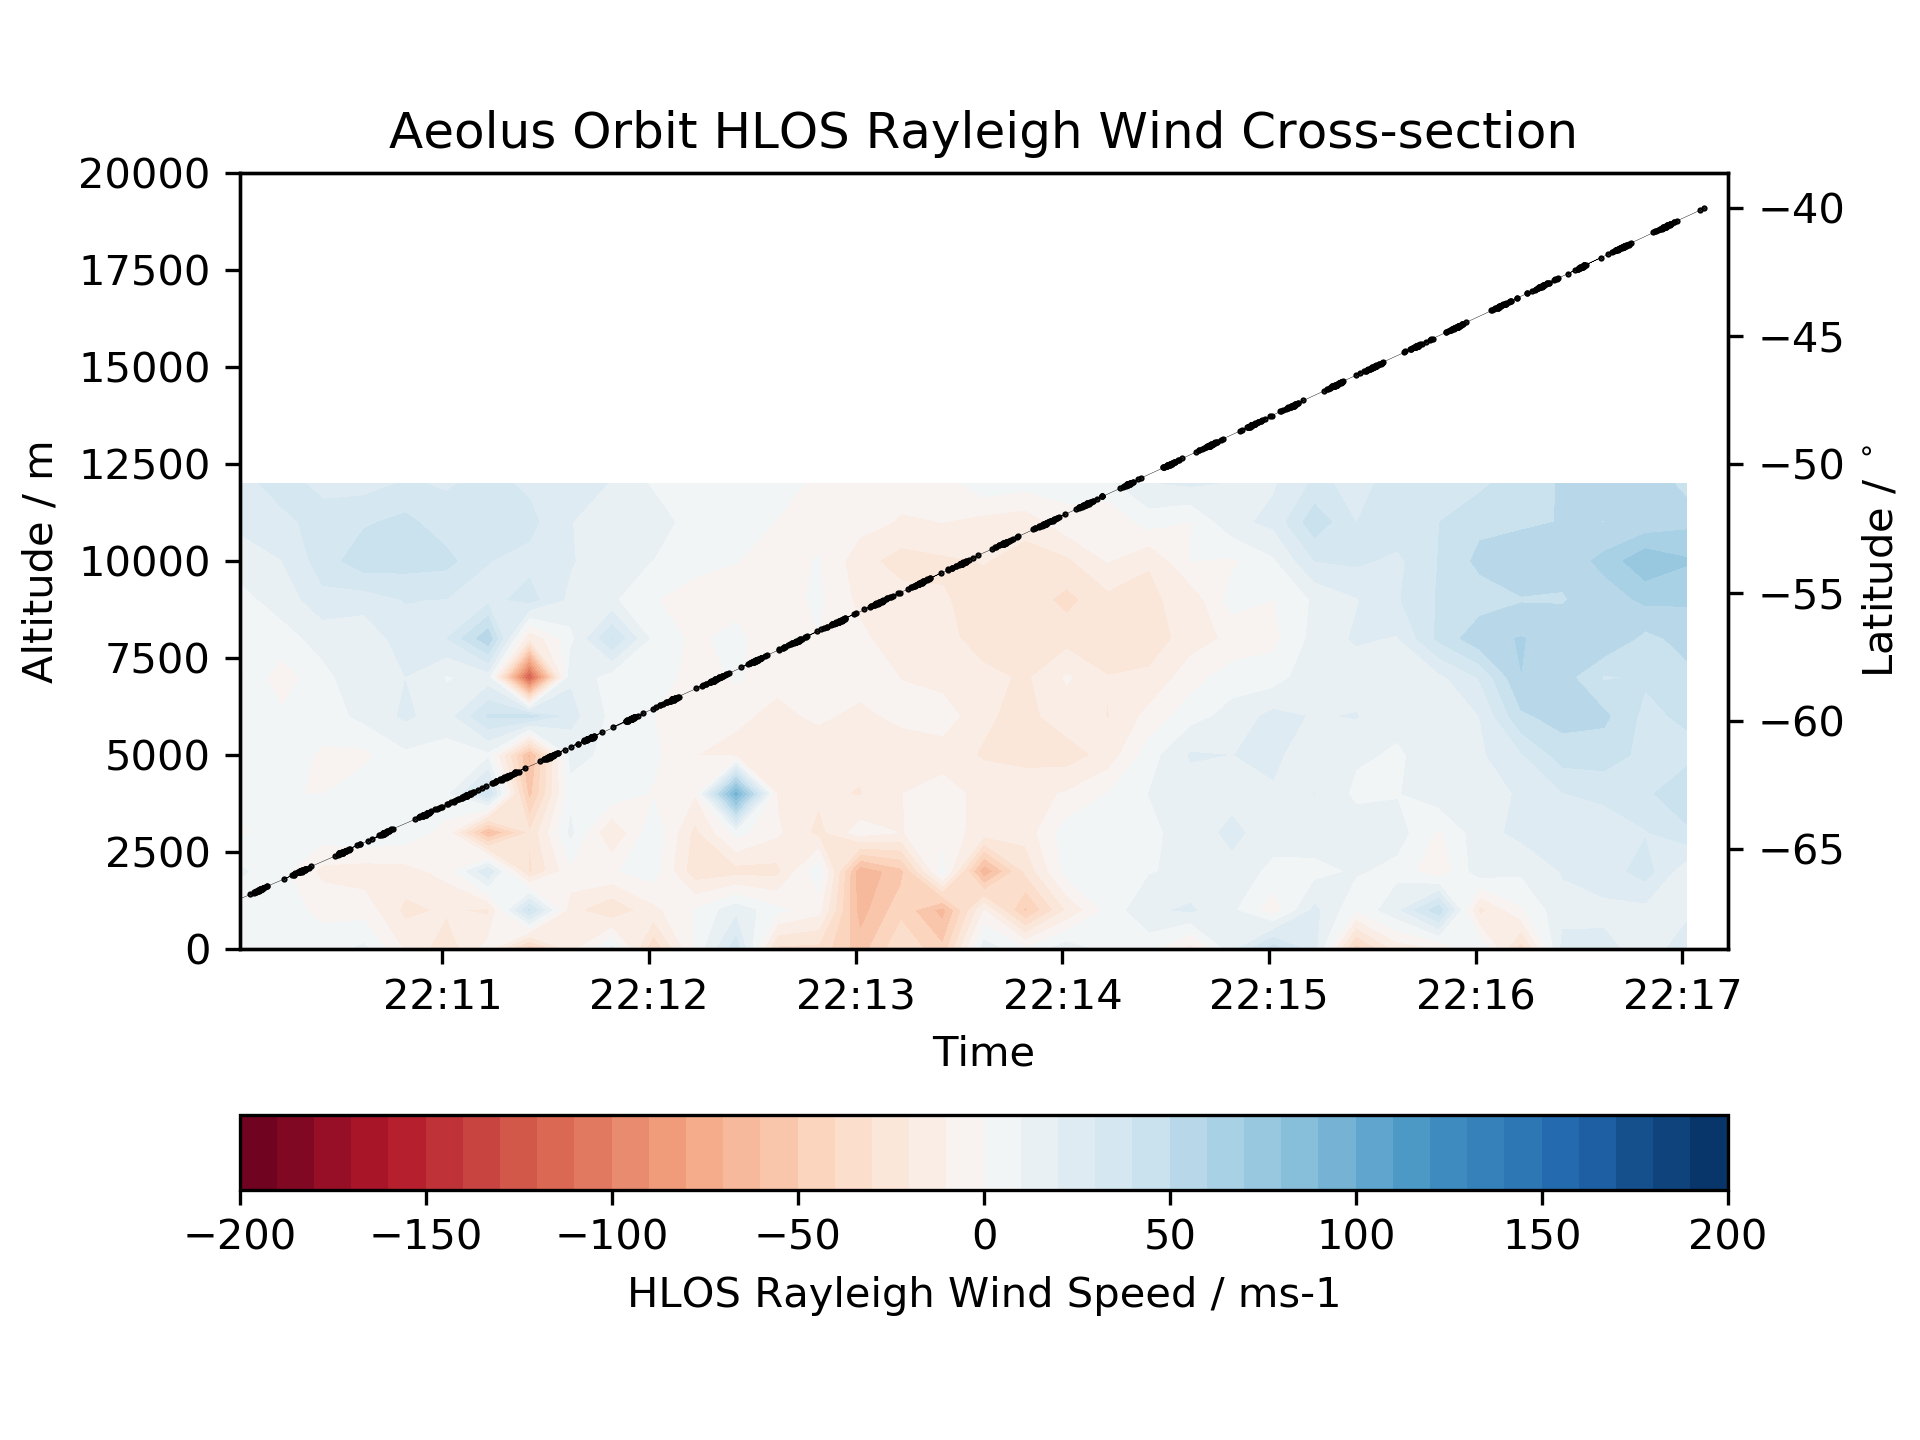 Aeolus Orbit HLOS Rayleigh Wind Cross-section
20000
17500
15000
12500
10000
7500
5000
2500
0
Altitude / m
−40
−45
−50
−55
−60
−65
Latitude / °
22:11 22:12 22:13 22:14 22:15 22:16 22:17
Time
−200 −150 −100 −50 0 50 100 150 200
HLOS Rayleigh Wind Speed / ms-1